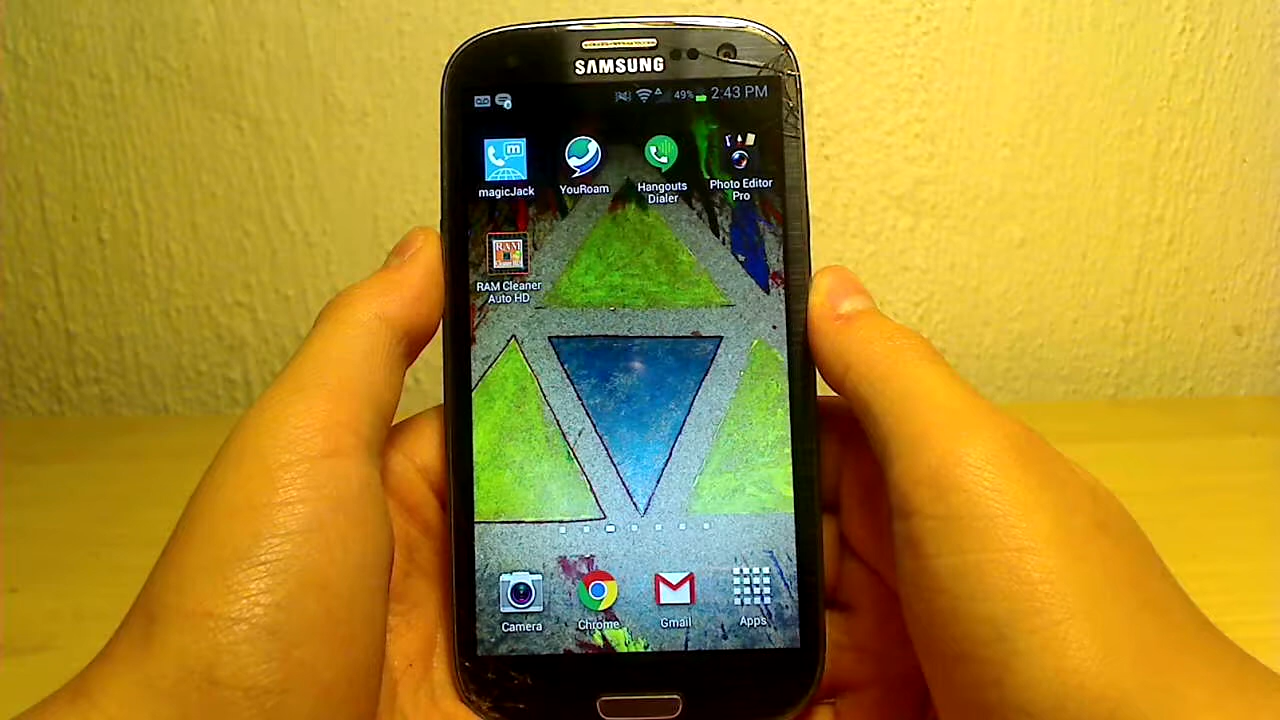 SAMSUNG
49% 2:43 PM
magicJack
YouRoam
Hangouts
Dialer
Photo Editor
Pro
RAM
RAM Cleaner
Auto HD
Camera
Chrome
Gmail
Apps